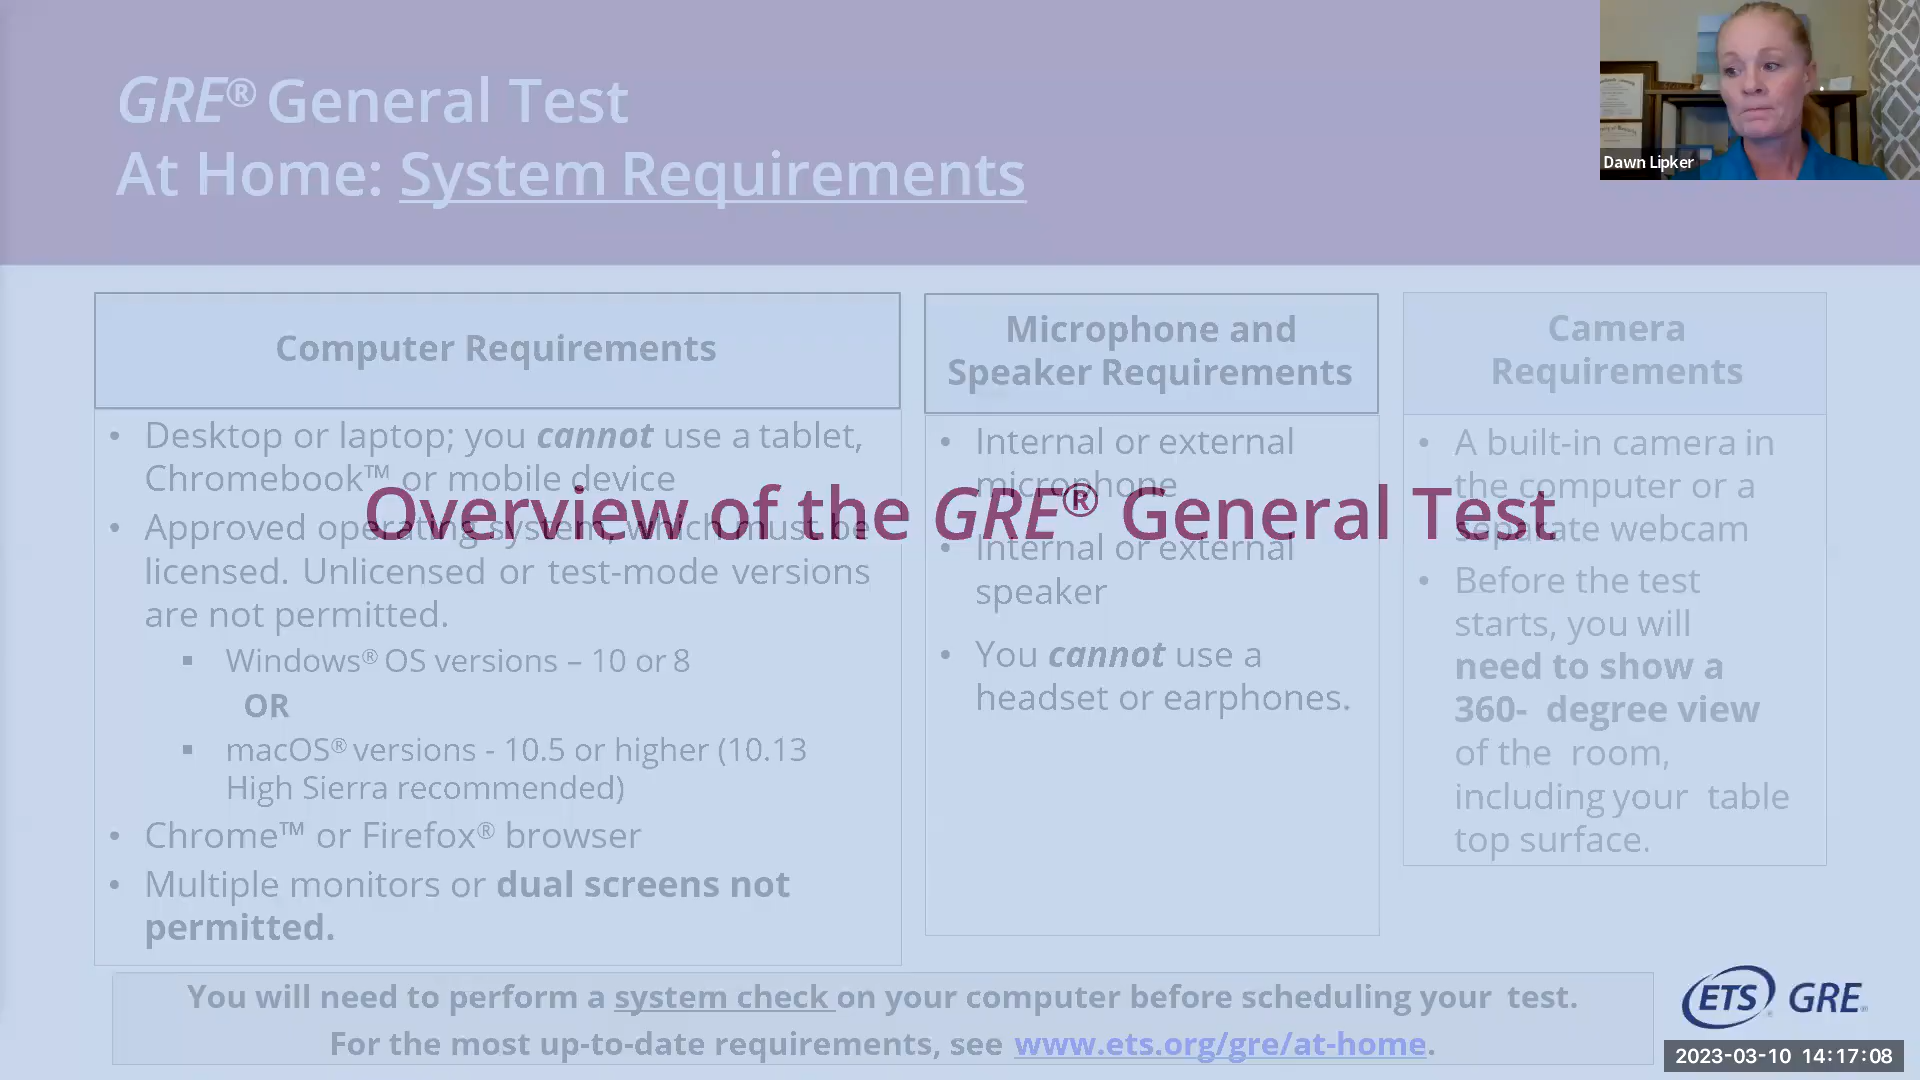 GRE® General Test
At Home: System Requirements
Dawn Lipker
Computer Requirements
• Desktop or laptop; you cannot use a tablet,
Chromebook™ or mobile device
• Approved operating system, which must be
licensed. Unlicensed or test-mode versions
are not permitted.
▪ Windows® OS versions – 10 or 8
OR
▪ macOS® versions - 10.5 or higher (10.13
High Sierra recommended)
• Chrome™ or Firefox® browser
• Multiple monitors or dual screens not
permitted.
Microphone and
Speaker Requirements
• Internal or external
microphone
• Internal or external
speaker
• You cannot use a
headset or earphones.
Camera
Requirements
• A built-in camera in
the computer or a
separate webcam
• Before the test
starts, you will
need to show a
360- degree view
of the room,
including your table
top surface.
Overview of the GRE® General Test
You will need to perform a system check on your computer before scheduling your test.
For the most up-to-date requirements, see www.ets.org/gre/at-home.
ETS® GRE®
2023-03-10 14:17:08